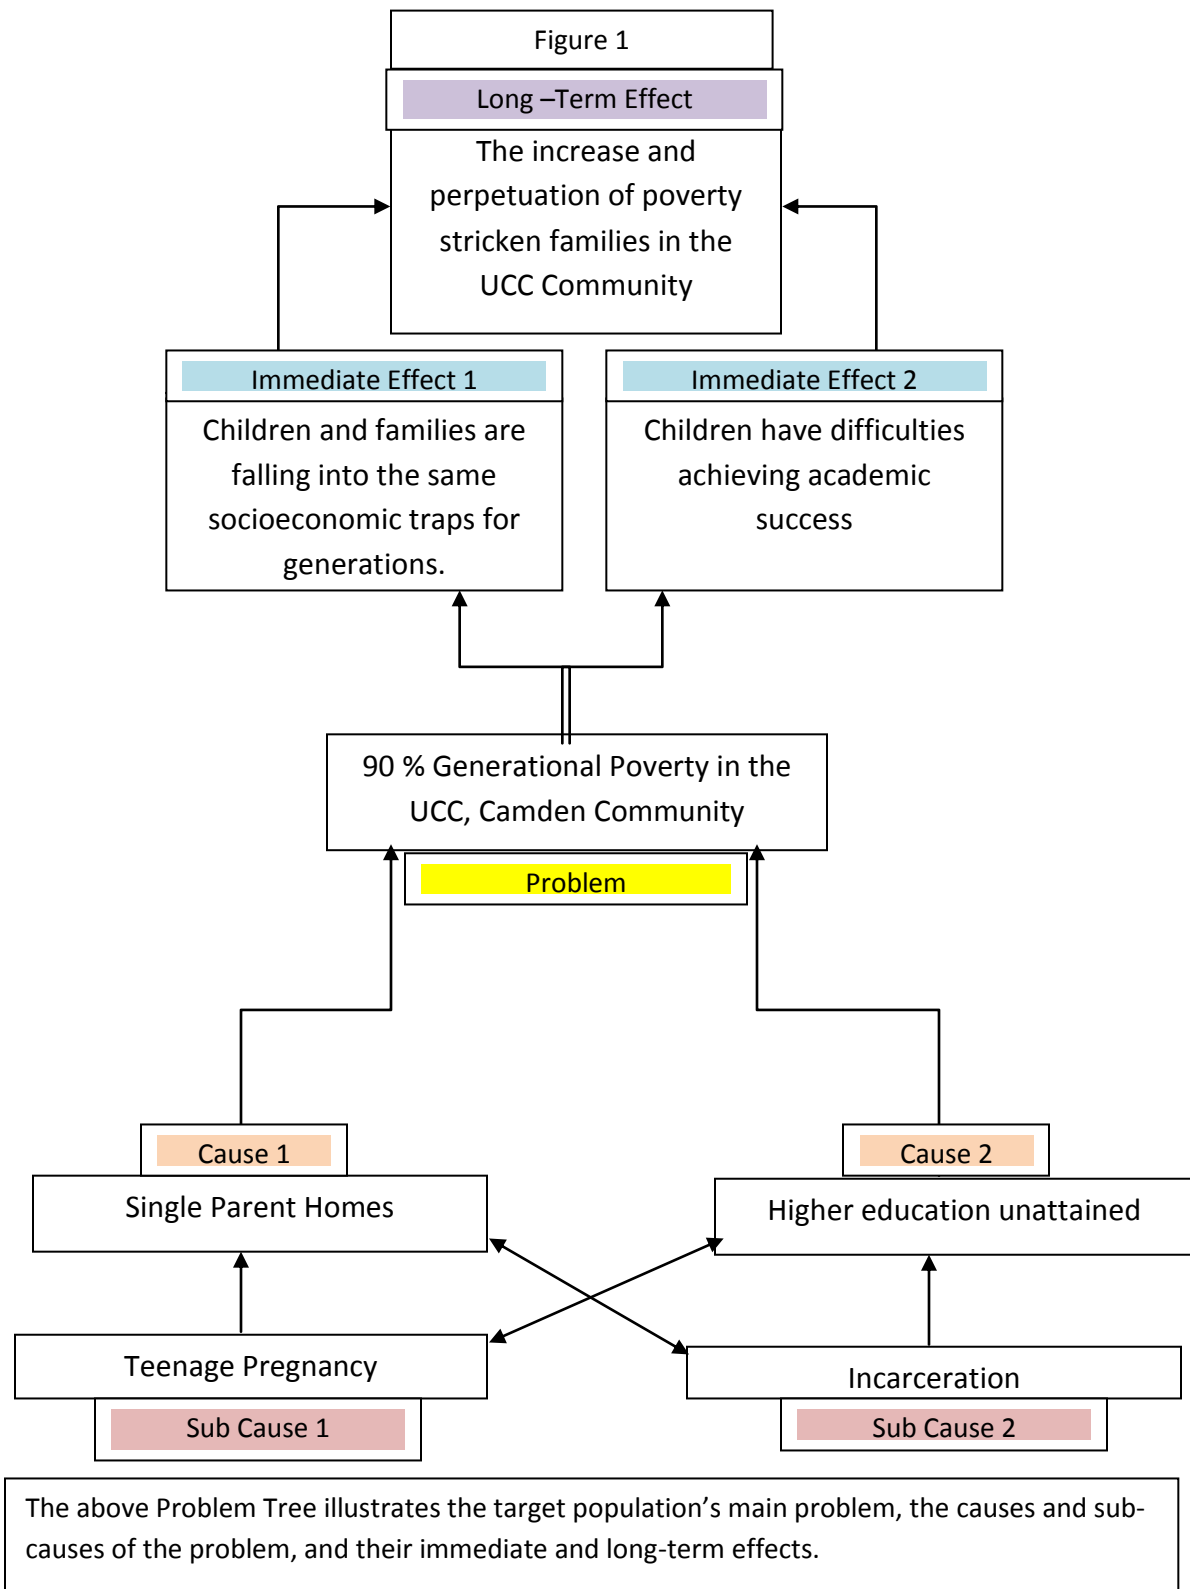 Figure 1
Long –Term Effect
The increase and
perpetuation of poverty
stricken families in the
UCC Community
Immediate Effect 1
Children and families are
falling into the same
socioeconomic traps for
generations.
Immediate Effect 2
Children have difficulties
achieving academic
success
90 % Generational Poverty in the
UCC, Camden Community
Problem
Cause 1
Single Parent Homes
Cause 2
Higher education unattained
Teenage Pregnancy
Sub Cause 1
Incarceration
Sub Cause 2
The above Problem Tree illustrates the target population’s main problem, the causes and sub-
causes of the problem, and their immediate and long-term effects.